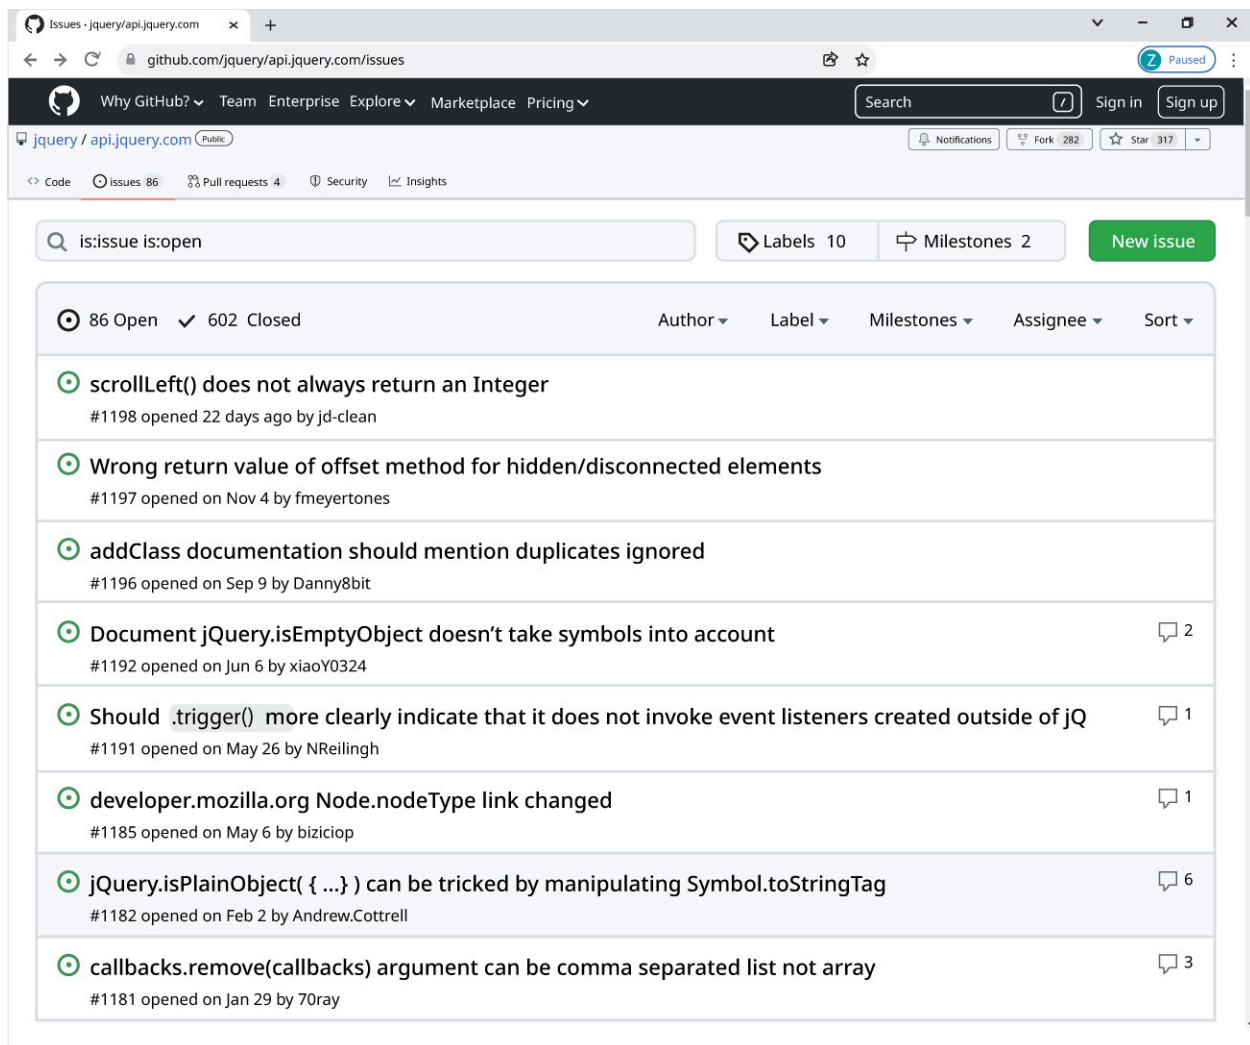 Issues · jquery/api.jquery.com
github.com/jquery/api.jquery.com/issues
Z Paused
Why GitHub? Team Enterprise Explore Marketplace Pricing Search / Sign in Sign up
jquery / api.jquery.com Public Notifications Fork 282 Star 317
<> Code issues 86 Pull requests 4 Security Insights
is:issue is:open Labels 10 Milestones 2 New issue
86 Open 602 Closed Author Label Milestones Assignee Sort
scrollLeft() does not always return an Integer
#1198 opened 22 days ago by jd-clean
Wrong return value of offset method for hidden/disconnected elements
#1197 opened on Nov 4 by fmeyertones
addClass documentation should mention duplicates ignored
#1196 opened on Sep 9 by Danny8bit
Document jQuery.isEmptyObject doesn’t take symbols into account 2
#1192 opened on Jun 6 by xiaoY0324
Should .trigger() more clearly indicate that it does not invoke event listeners created outside of jQ 1
#1191 opened on May 26 by NReilingh
developer.mozilla.org Node.nodeType link changed 1
#1185 opened on May 6 by biziciop
jQuery.isPlainObject( { ...} ) can be tricked by manipulating Symbol.toStringTag 6
#1182 opened on Feb 2 by Andrew.Cottrell
callbacks.remove(callbacks) argument can be comma separated list not array 3
#1181 opened on Jan 29 by 70ray